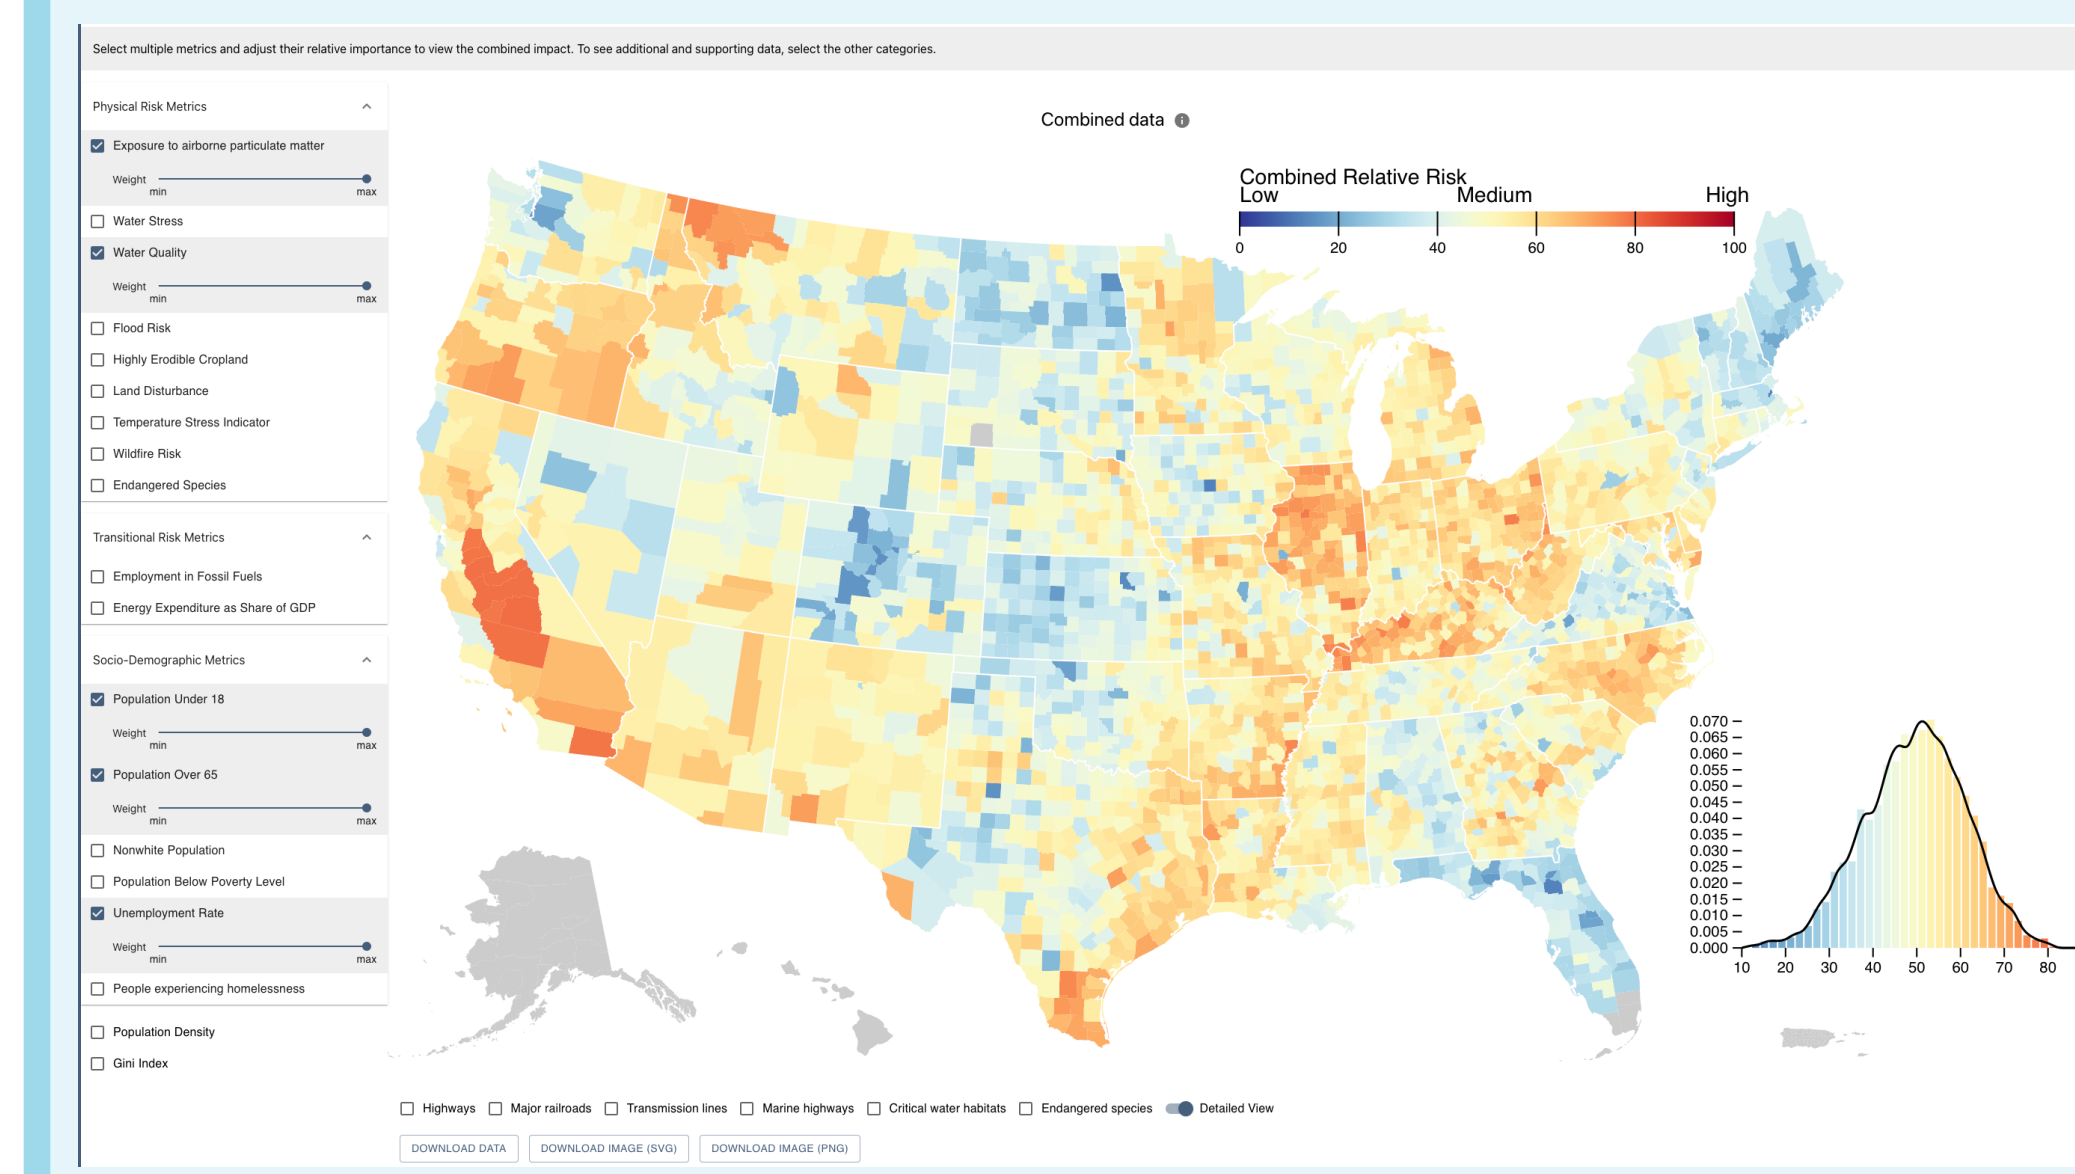 Select multiple metrics and adjust their relative importance to view the combined impact. To see additional and supporting data, select the other categories.
Physical Risk Metrics
Exposure to airborne particulate matter
Weight
min max
Water Stress
Water Quality
Weight
min max
Flood Risk
Highly Erodible Cropland
Land Disturbance
Temperature Stress Indicator
Wildfire Risk
Endangered Species
Transitional Risk Metrics
Employment in Fossil Fuels
Energy Expenditure as Share of GDP
Socio-Demographic Metrics
Population Under 18
Weight
min max
Population Over 65
Weight
min max
Nonwhite Population
Population Below Poverty Level
Unemployment Rate
Weight
min max
People experiencing homelessness
Population Density
Gini Index
Combined data
Combined Relative Risk
Low Medium High
0 20 40 60 80 100
0.070
0.065
0.060
0.055
0.050
0.045
0.040
0.035
0.030
0.025
0.020
0.015
0.010
0.005
0.000
10 20 30 40 50 60 70 80
Highways Major railroads Transmission lines Marine highways Critical water habitats Endangered species Detailed View
DOWNLOAD DATA DOWNLOAD IMAGE (SVG) DOWNLOAD IMAGE (PNG)